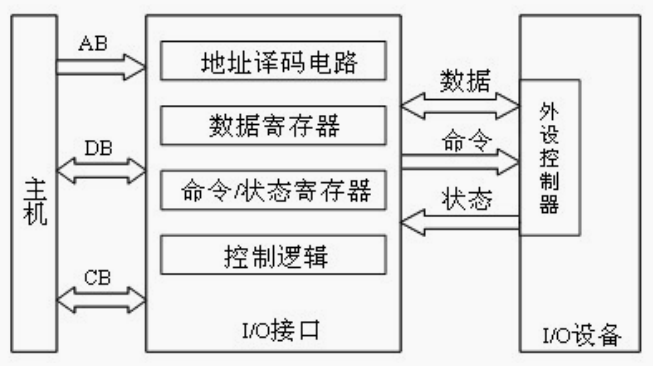 AB
地址译码电路
数据
数据寄存器
命令
DB
主机
命令/状态寄存器
状态
外设控制器
控制逻辑
CB
I/O接口
I/O设备